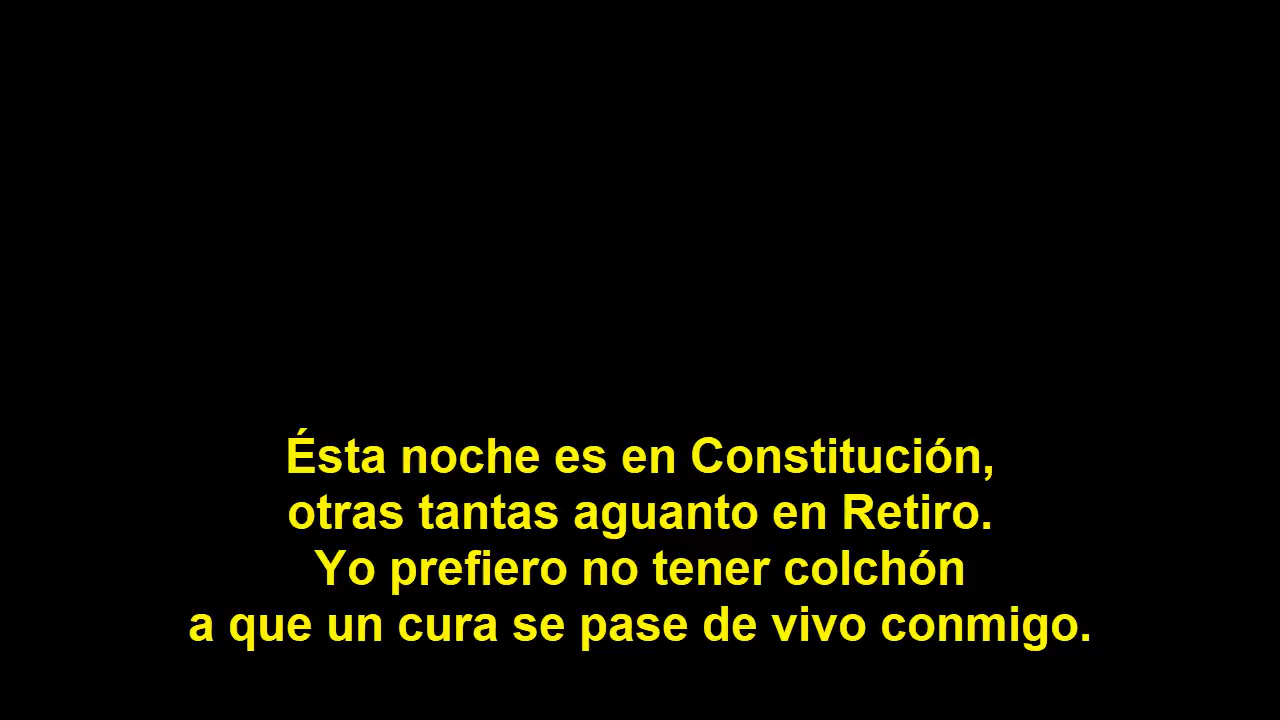 Ésta noche es en Constitución,
otras tantas aguanto en Retiro.
Yo prefiero no tener colchón
a que un cura se pase de vivo conmigo.